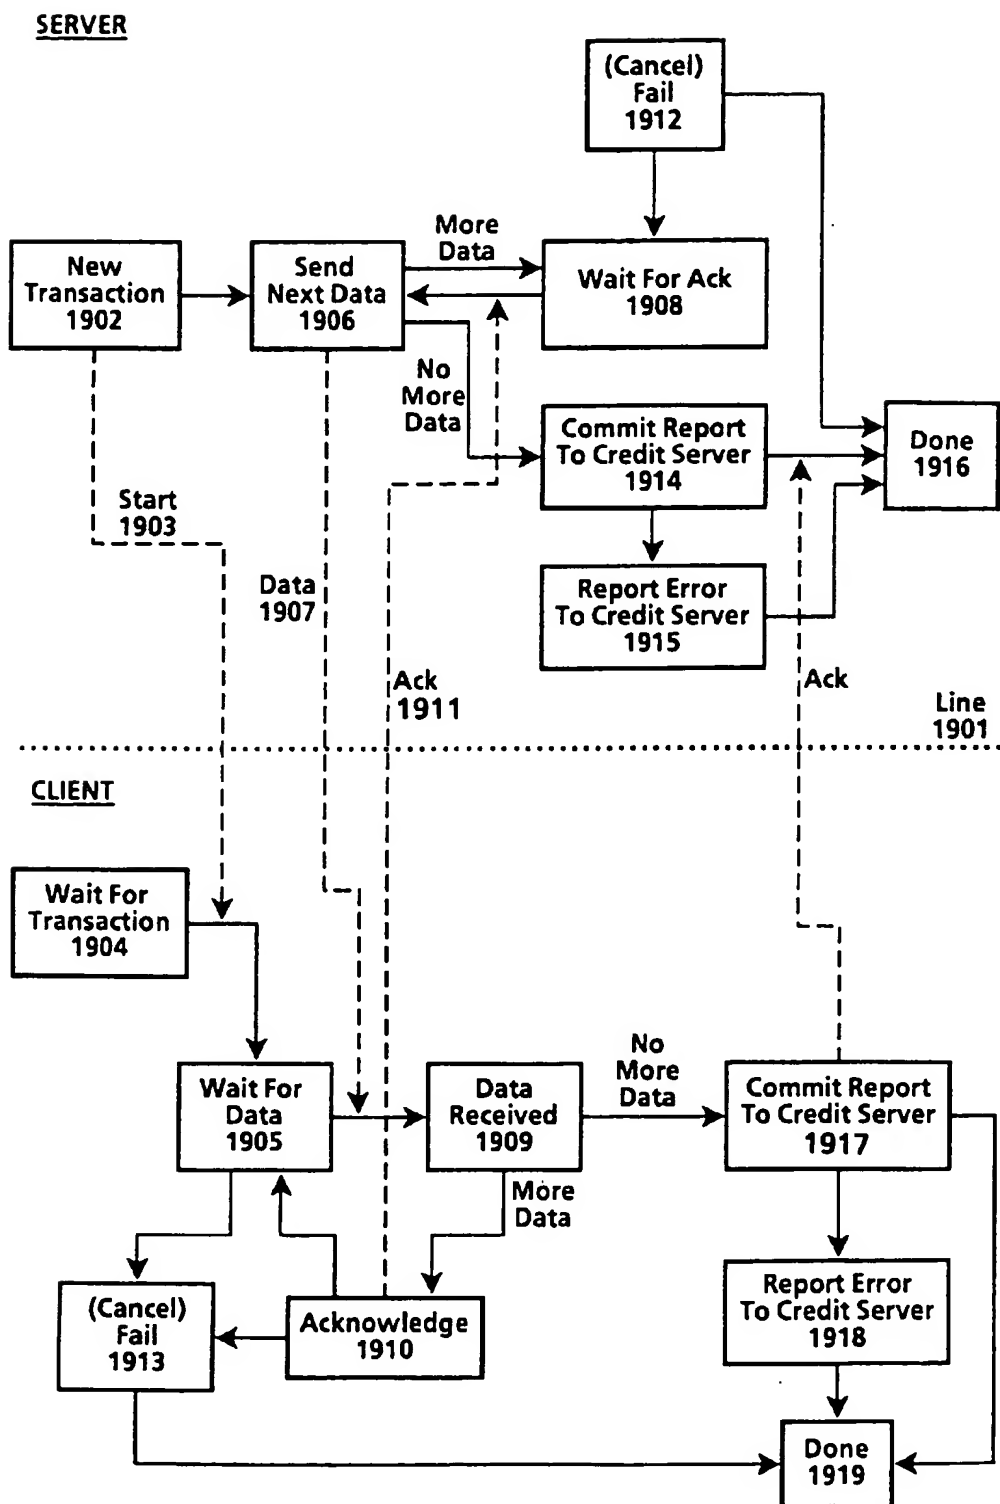 SERVER
(Cancel)
Fail
1912
More
Data
New
Transaction
1902
Send
Next Data
1906
Wait For Ack
1908
No
More
Data
Commit Report
To Credit Server
1914
Done
1916
Start
1903
Data
1907
Report Error
To Credit Server
1915
Ack
1911
Ack
Line
1901
CLIENT
Wait For
Transaction
1904
Wait For
Data
1905
Data
Received
1909
No
More
Data
Commit Report
To Credit Server
1917
More
Data
(Cancel)
Fail
1913
Acknowledge
1910
Report Error
To Credit Server
1918
Done
1919